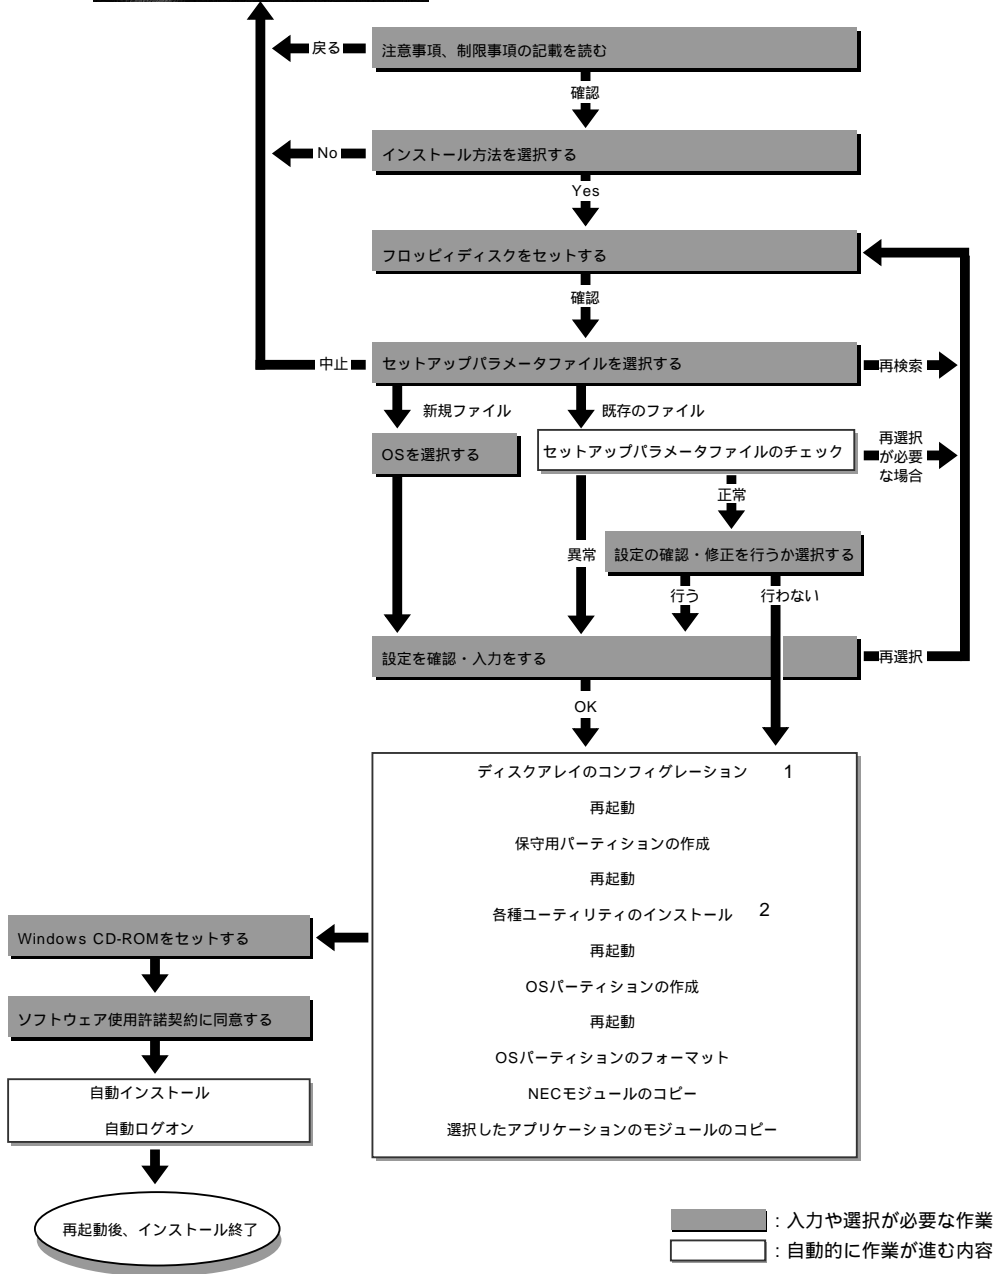 戻る
注意事項、制限事項の記載を読む
確認
No
インストール方法を選択する
Yes
フロッピィディスクをセットする
確認
中止
セットアップパラメータファイルを選択する
再検索
新規ファイル
既存のファイル
OSを選択する
セットアップパラメータファイルのチェック
再選択
が必要
な場合
正常
異常
設定の確認・修正を行うか選択する
行う
行わない
設定を確認・入力をする
再選択
OK
ディスクアレイのコンフィグレーション 1
再起動
保守用パーティションの作成
再起動
各種ユーティリティのインストール 2
再起動
OSパーティションの作成
再起動
OSパーティションのフォーマット
NECモジュールのコピー
選択したアプリケーションのモジュールのコピー
Windows CD-ROMをセットする
ソフトウェア使用許諾契約に同意する
自動インストール
自動ログオン
再起動後、インストール終了
：入力や選択が必要な作業
：自動的に作業が進む内容